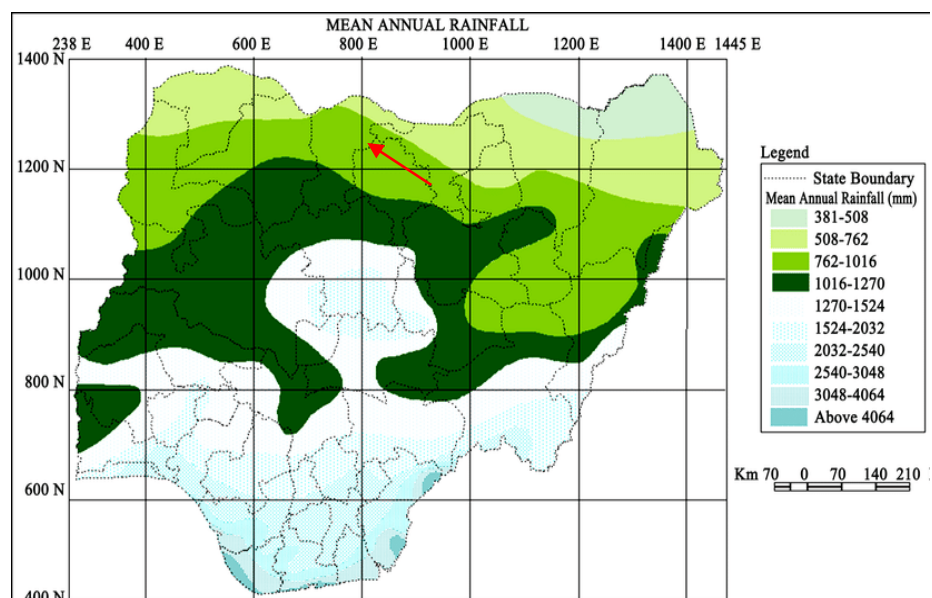 MEAN ANNUAL RAINFALL
238 E 400 E 600 E 800 E 1000 E 1200 E 1400 E 1445 E
1400 N
1200 N
1000 N
800 N
600 N
400 N
Legend
State Boundary
Mean Annual Rainfall (mm)
381-508
508-762
762-1016
1016-1270
1270-1524
1524-2032
2032-2540
2540-3048
3048-4064
Above 4064
Km 70 0 70 140 210